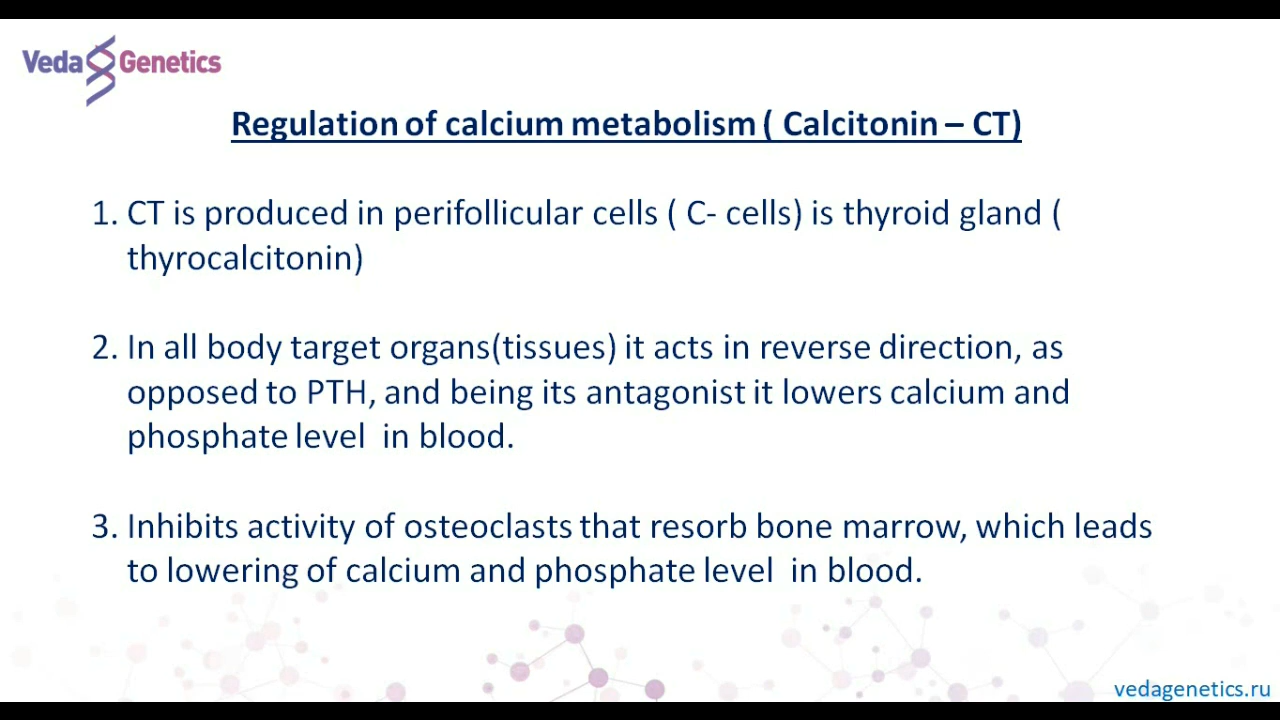 Veda Genetics
Regulation of calcium metabolism ( Calcitonin – CT)
1. CT is produced in perifollicular cells ( C- cells) is thyroid gland (
thyrocalcitonin)
2. In all body target organs(tissues) it acts in reverse direction, as
opposed to PTH, and being its antagonist it lowers calcium and
phosphate level in blood.
3. Inhibits activity of osteoclasts that resorb bone marrow, which leads
to lowering of calcium and phosphate level in blood.
vedagenetics.ru